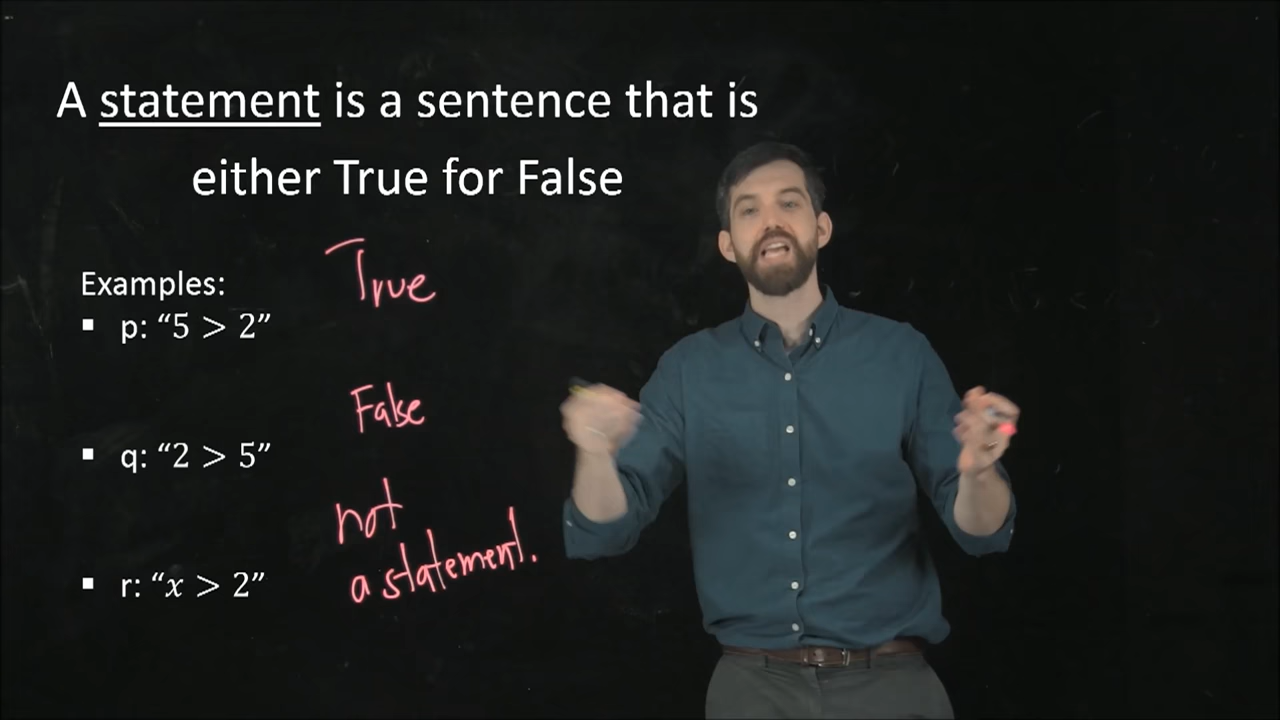 A statement is a sentence that is
either True for False
True
Examples:
▪ p: “5 > 2”
False
▪ q: “2 > 5”
not
a statement.
▪ r: “x > 2”